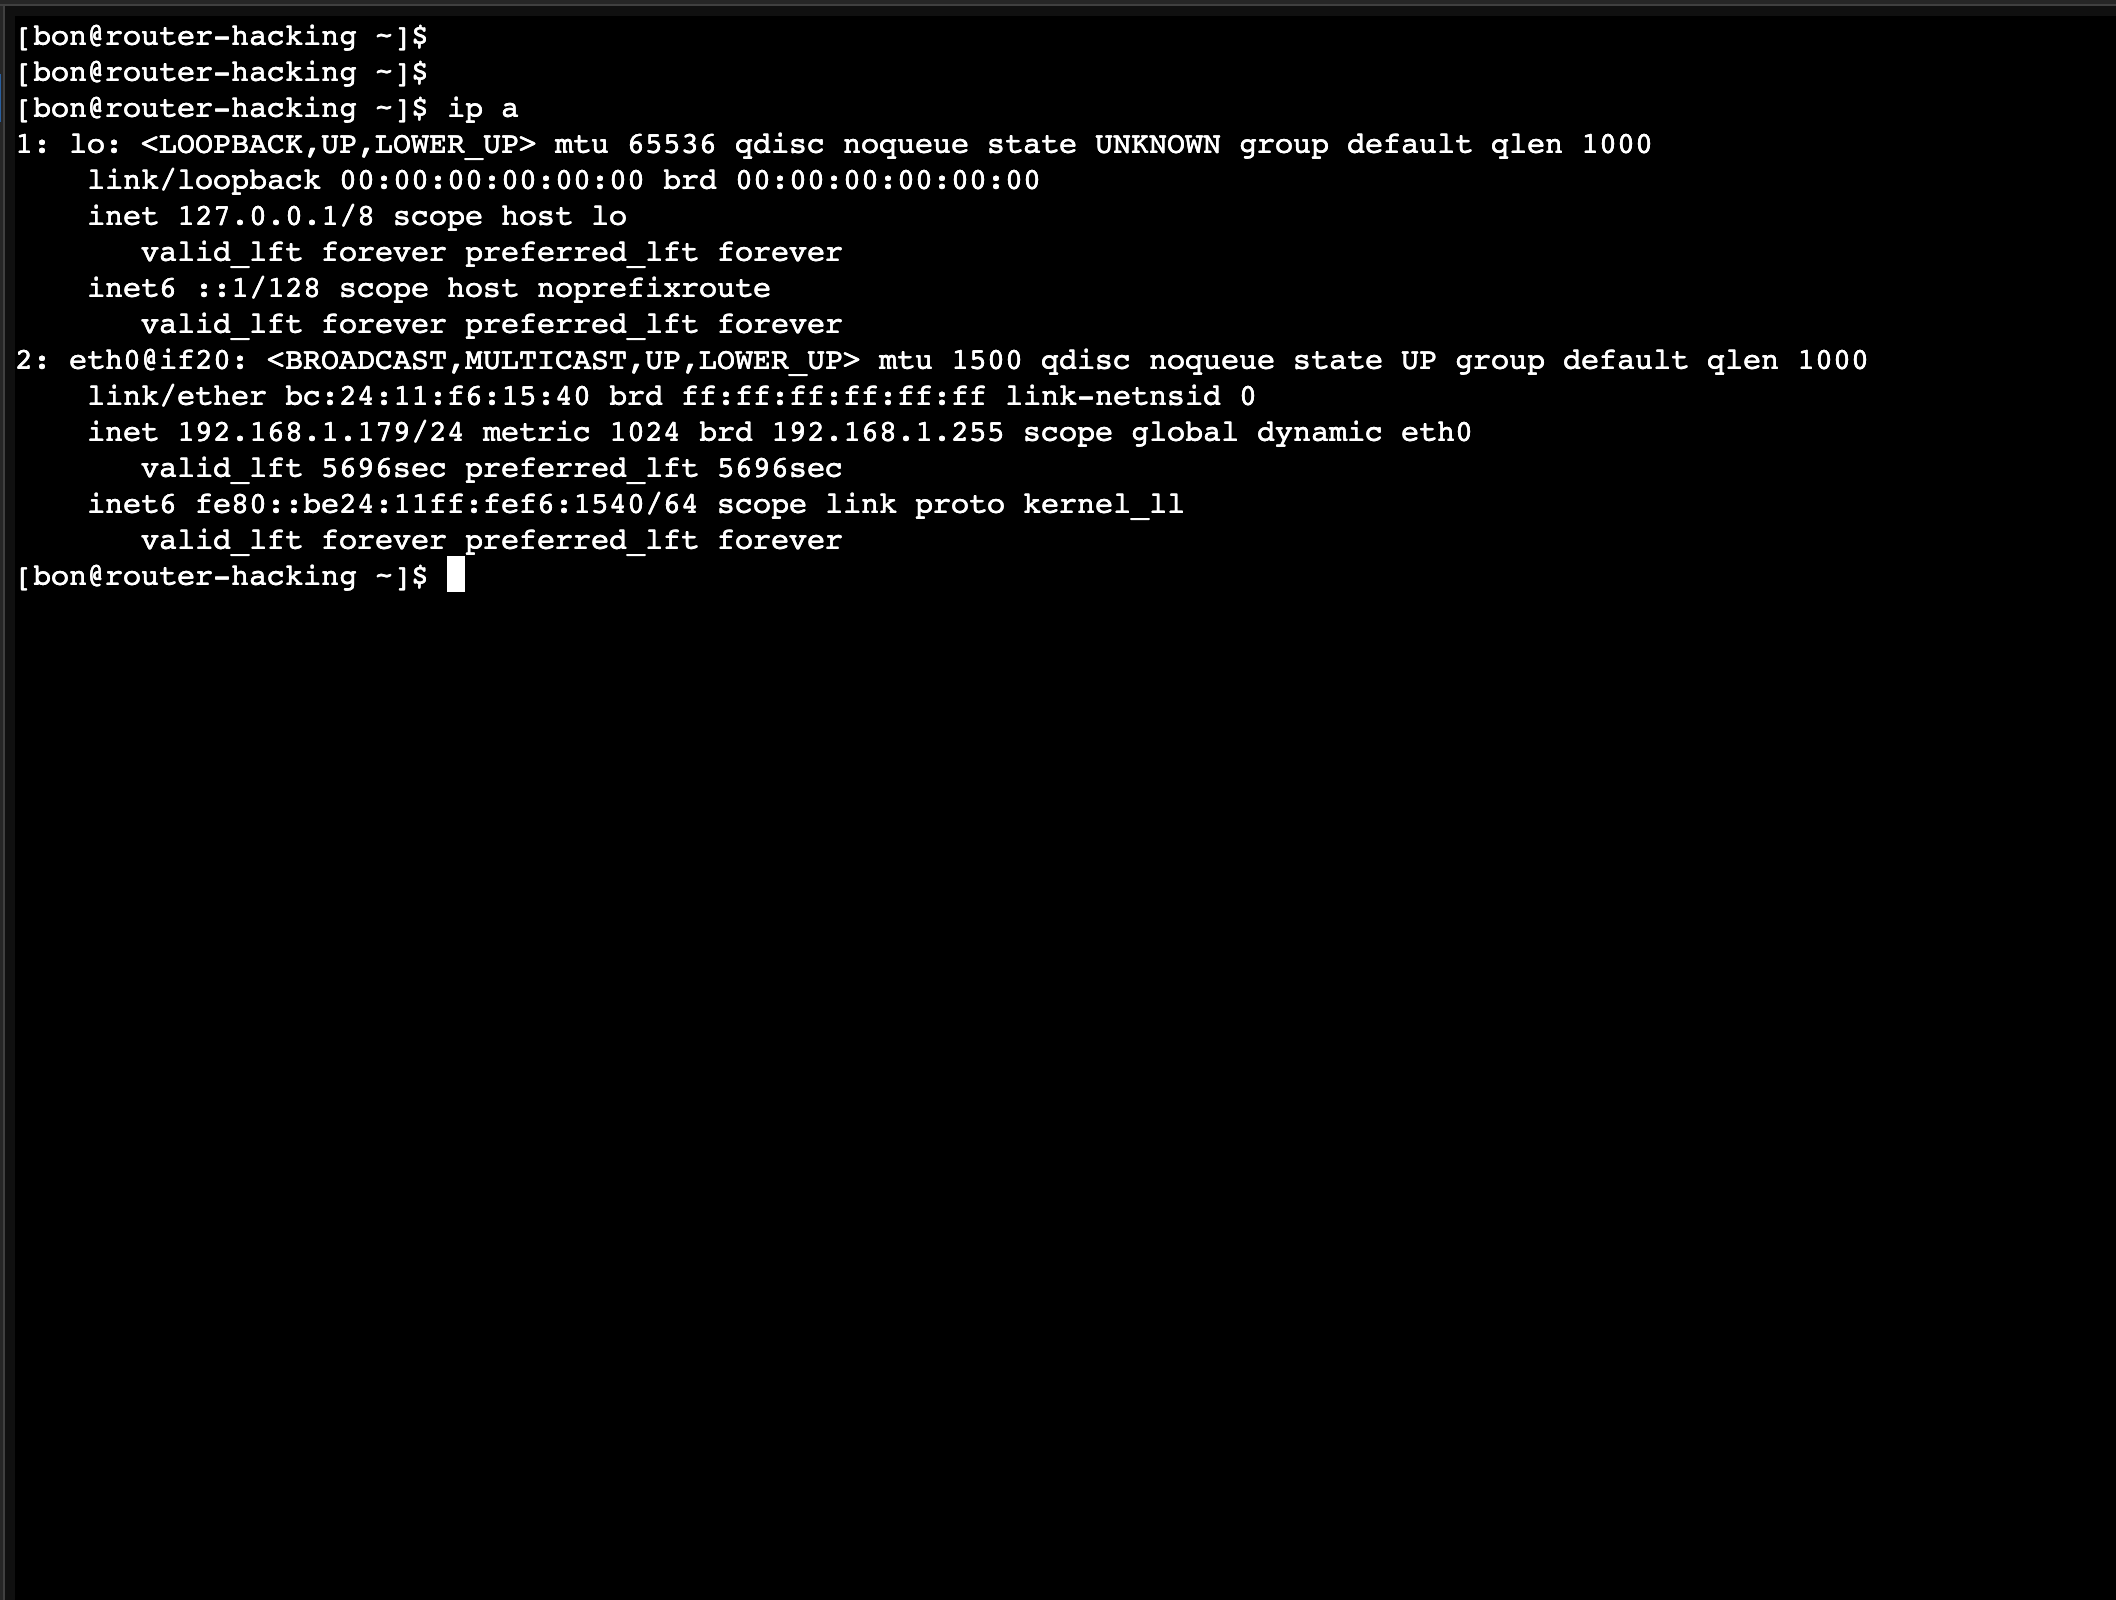 [bon@router-hacking ~]$
[bon@router-hacking ~]$
[bon@router-hacking ~]$ ip a
1: lo: <LOOPBACK,UP,LOWER_UP> mtu 65536 qdisc noqueue state UNKNOWN group default qlen 1000
    link/loopback 00:00:00:00:00:00 brd 00:00:00:00:00:00
    inet 127.0.0.1/8 scope host lo
       valid_lft forever preferred_lft forever
    inet6 ::1/128 scope host noprefixroute
       valid_lft forever preferred_lft forever
2: eth0@if20: <BROADCAST,MULTICAST,UP,LOWER_UP> mtu 1500 qdisc noqueue state UP group default qlen 1000
    link/ether bc:24:11:f6:15:40 brd ff:ff:ff:ff:ff:ff link-netnsid 0
    inet 192.168.1.179/24 metric 1024 brd 192.168.1.255 scope global dynamic eth0
       valid_lft 5696sec preferred_lft 5696sec
    inet6 fe80::be24:11ff:fef6:1540/64 scope link proto kernel_ll
       valid_lft forever preferred_lft forever
[bon@router-hacking ~]$